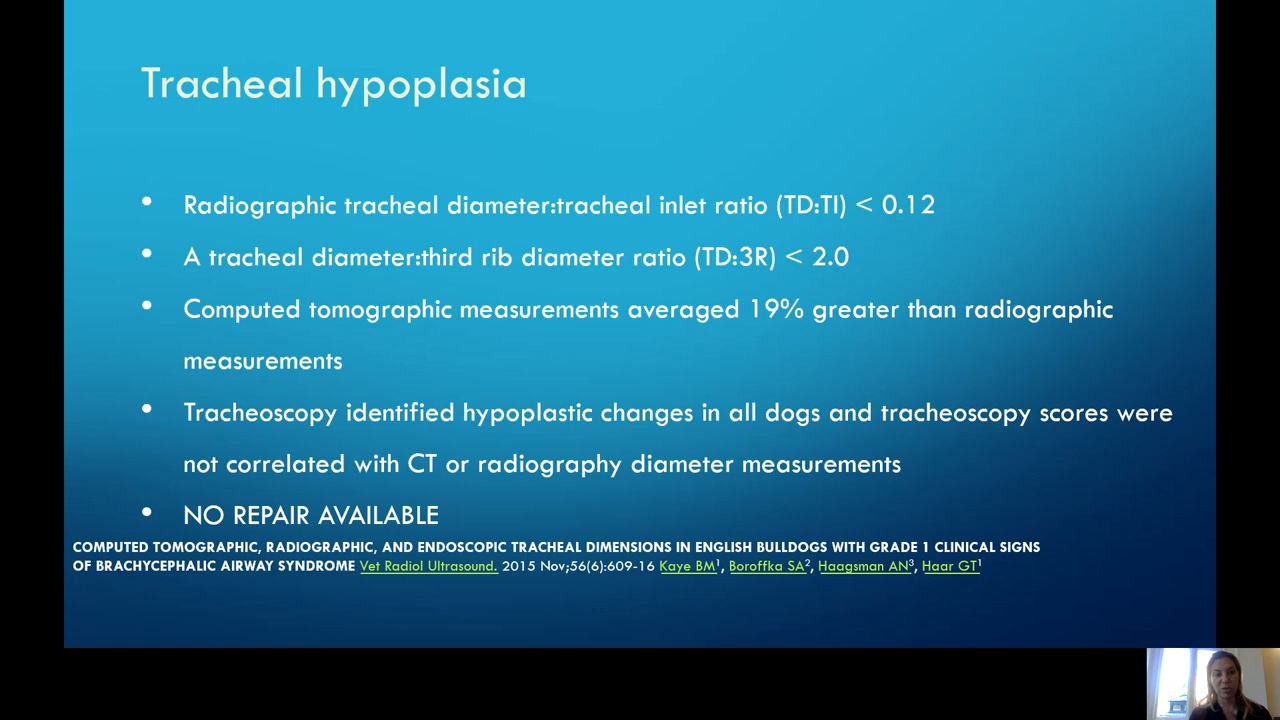 Tracheal hypoplasia
• Radiographic tracheal diameter:tracheal inlet ratio (TD:TI) < 0.12
• A tracheal diameter:third rib diameter ratio (TD:3R) < 2.0
• Computed tomographic measurements averaged 19% greater than radiographic
measurements
• Tracheoscopy identified hypoplastic changes in all dogs and tracheoscopy scores were
not correlated with CT or radiography diameter measurements
• NO REPAIR AVAILABLE
COMPUTED TOMOGRAPHIC, RADIOGRAPHIC, AND ENDOSCOPIC TRACHEAL DIMENSIONS IN ENGLISH BULLDOGS WITH GRADE 1 CLINICAL SIGNS
OF BRACHYCEPHALIC AIRWAY SYNDROME Vet Radiol Ultrasound. 2015 Nov;56(6):609-16 Kaye BM¹, Boroffka SA², Haagsman AN³, Haar GT¹